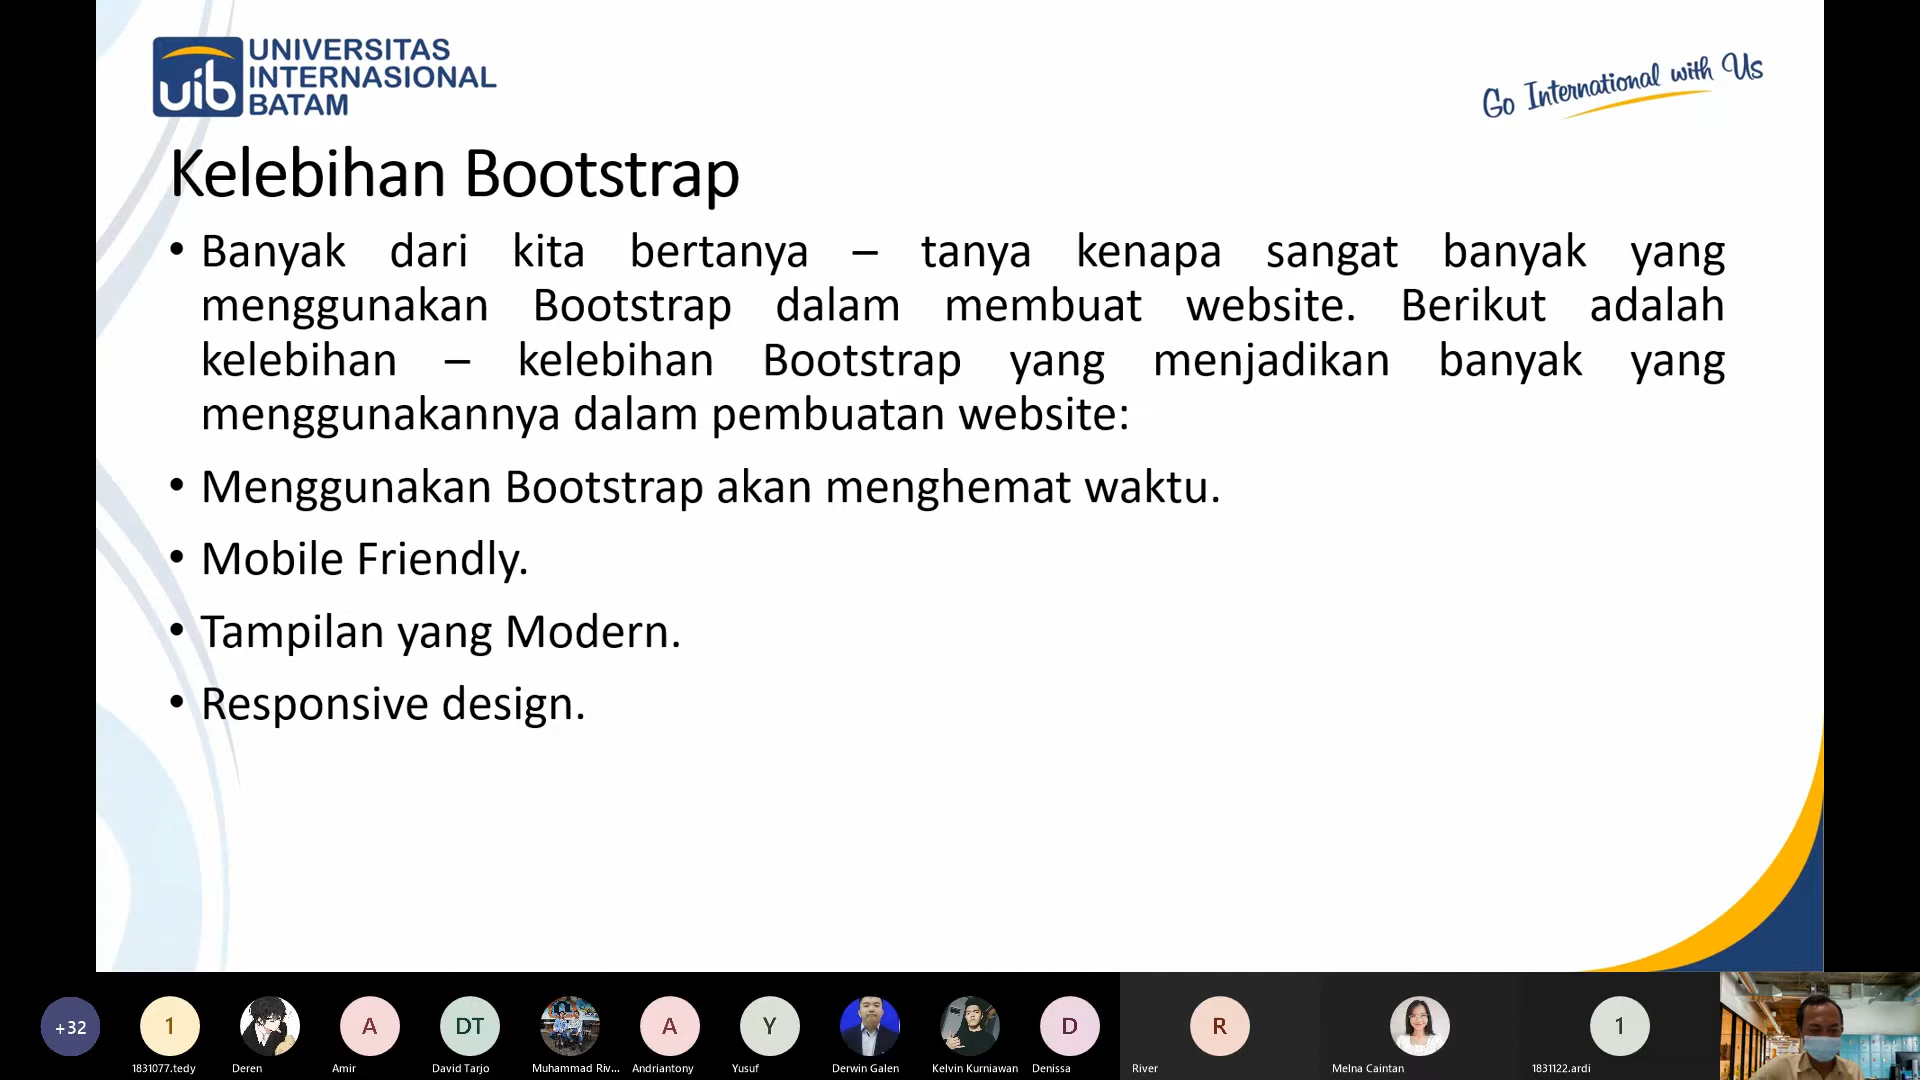 uib
UNIVERSITAS
INTERNASIONAL
BATAM
Go International with Us
Kelebihan Bootstrap
• Banyak dari kita bertanya – tanya kenapa sangat banyak yang
menggunakan Bootstrap dalam membuat website. Berikut adalah
kelebihan – kelebihan Bootstrap yang menjadikan banyak yang
menggunakannya dalam pembuatan website:
• Menggunakan Bootstrap akan menghemat waktu.
• Mobile Friendly.
• Tampilan yang Modern.
• Responsive design.
+32
1
A
DT
A
Y
D
R
1
1831077.tedy
Deren
Amir
David Tarjo
Muhammad Riv...
Andriantony
Yusuf
Derwin Galen
Kelvin Kurniawan
Denissa
River
Melna Caintan
1831122.ardi